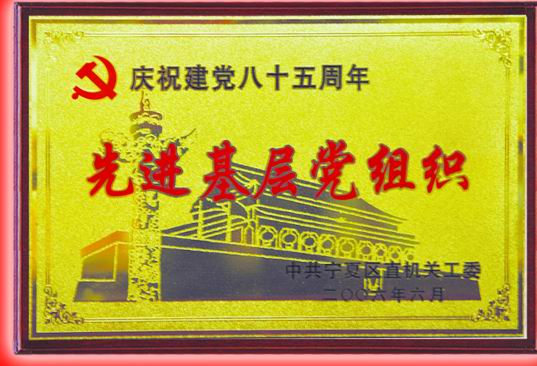 庆祝建党八十五周年
先进基层党组织
中共宁夏区直机关工委
二〇〇六年六月